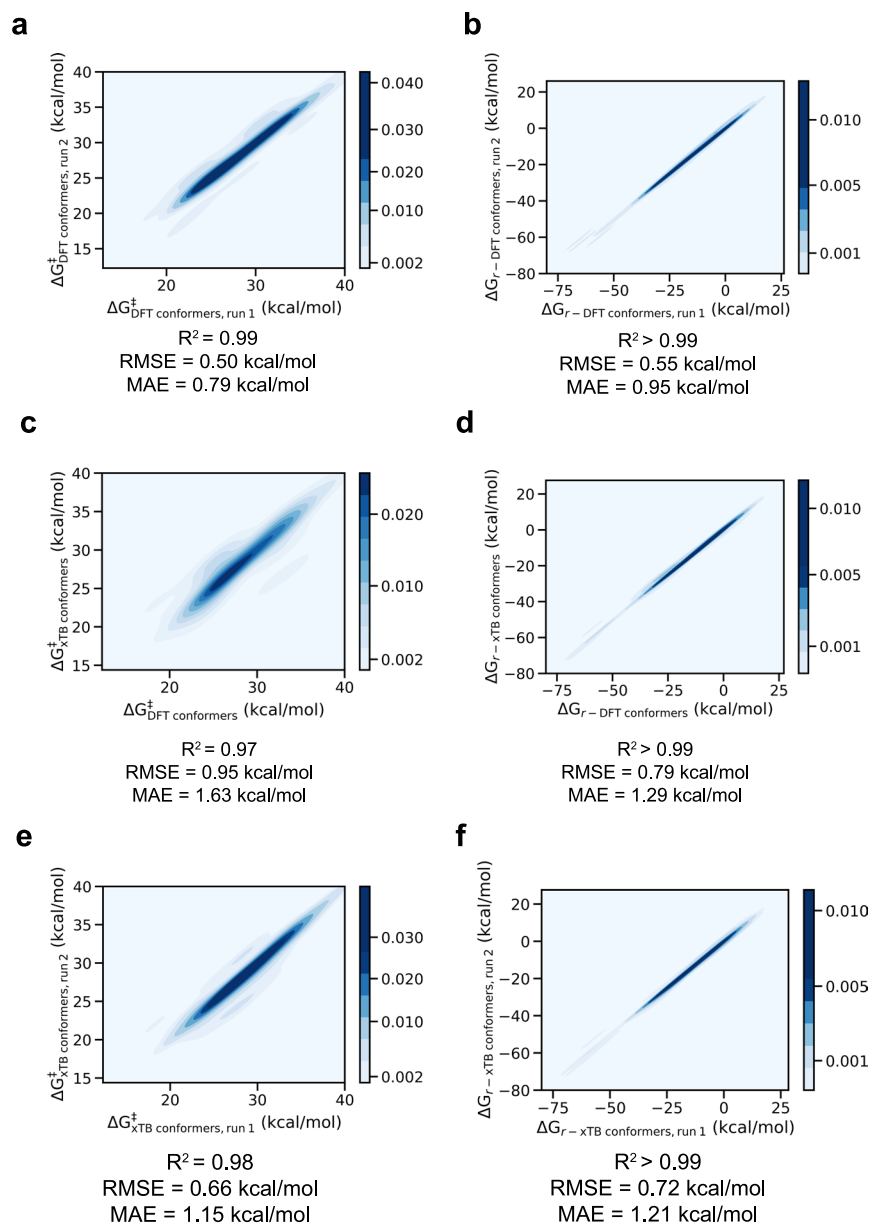 a
40
35
30
25
20
15
ΔG‡DFT conformers, run 2 (kcal/mol)
20
30
40
ΔG‡DFT conformers, run 1 (kcal/mol)
0.040
0.030
0.020
0.010
0.002
R² = 0.99
RMSE = 0.50 kcal/mol
MAE = 0.79 kcal/mol
b
20
0
−20
−40
−60
−80
ΔGr−DFT conformers, run 2 (kcal/mol)
−75
−50
−25
0
25
ΔGr−DFT conformers, run 1 (kcal/mol)
0.010
0.005
0.001
R² > 0.99
RMSE = 0.55 kcal/mol
MAE = 0.95 kcal/mol
c
40
35
30
25
20
15
ΔG‡xTB conformers (kcal/mol)
20
30
40
ΔG‡DFT conformers (kcal/mol)
0.020
0.010
0.002
R² = 0.97
RMSE = 0.95 kcal/mol
MAE = 1.63 kcal/mol
d
20
0
−20
−40
−60
−80
ΔGr−xTB conformers (kcal/mol)
−75
−50
−25
0
25
ΔGr−DFT conformers (kcal/mol)
0.010
0.005
0.001
R² > 0.99
RMSE = 0.79 kcal/mol
MAE = 1.29 kcal/mol
e
40
35
30
25
20
15
ΔG‡xTB conformers, run 2 (kcal/mol)
20
30
40
ΔG‡xTB conformers, run 1 (kcal/mol)
0.030
0.020
0.010
0.002
R² = 0.98
RMSE = 0.66 kcal/mol
MAE = 1.15 kcal/mol
f
20
0
−20
−40
−60
−80
ΔGr−xTB conformers, run 2 (kcal/mol)
−75
−50
−25
0
25
ΔGr−xTB conformers, run 1 (kcal/mol)
0.010
0.005
0.001
R² > 0.99
RMSE = 0.72 kcal/mol
MAE = 1.21 kcal/mol